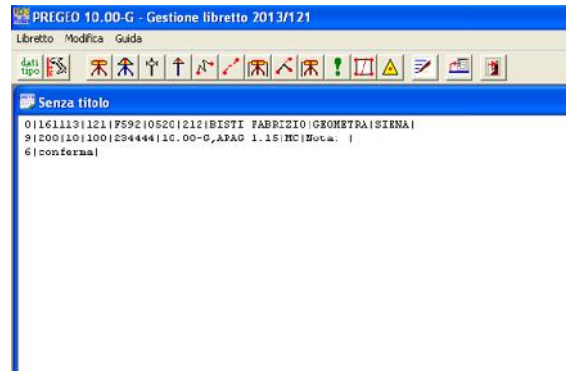 PREGEO 10.00-G - Gestione libretto 2013/121
Libretto Modifica Guida
dati
tipo
Senza titolo
0|161113|121|F592|0520|212|BISTI FABRIZIO|GEOMETRA|SIENA|
9|200|10|100|234444|10.00-G,APAG 1.15|MC|Nota: |
6|conferma|